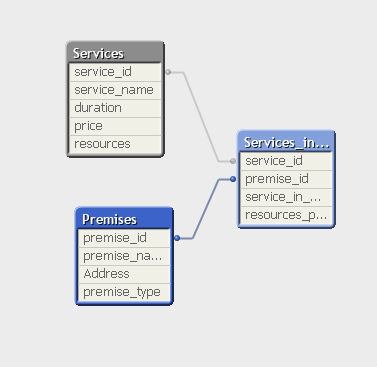 Services
service_id
service_name
duration
price
resources
Services_in...
service_id
premise_id
service_in_...
resources_p...
Premises
premise_id
premise_na...
Address
premise_type